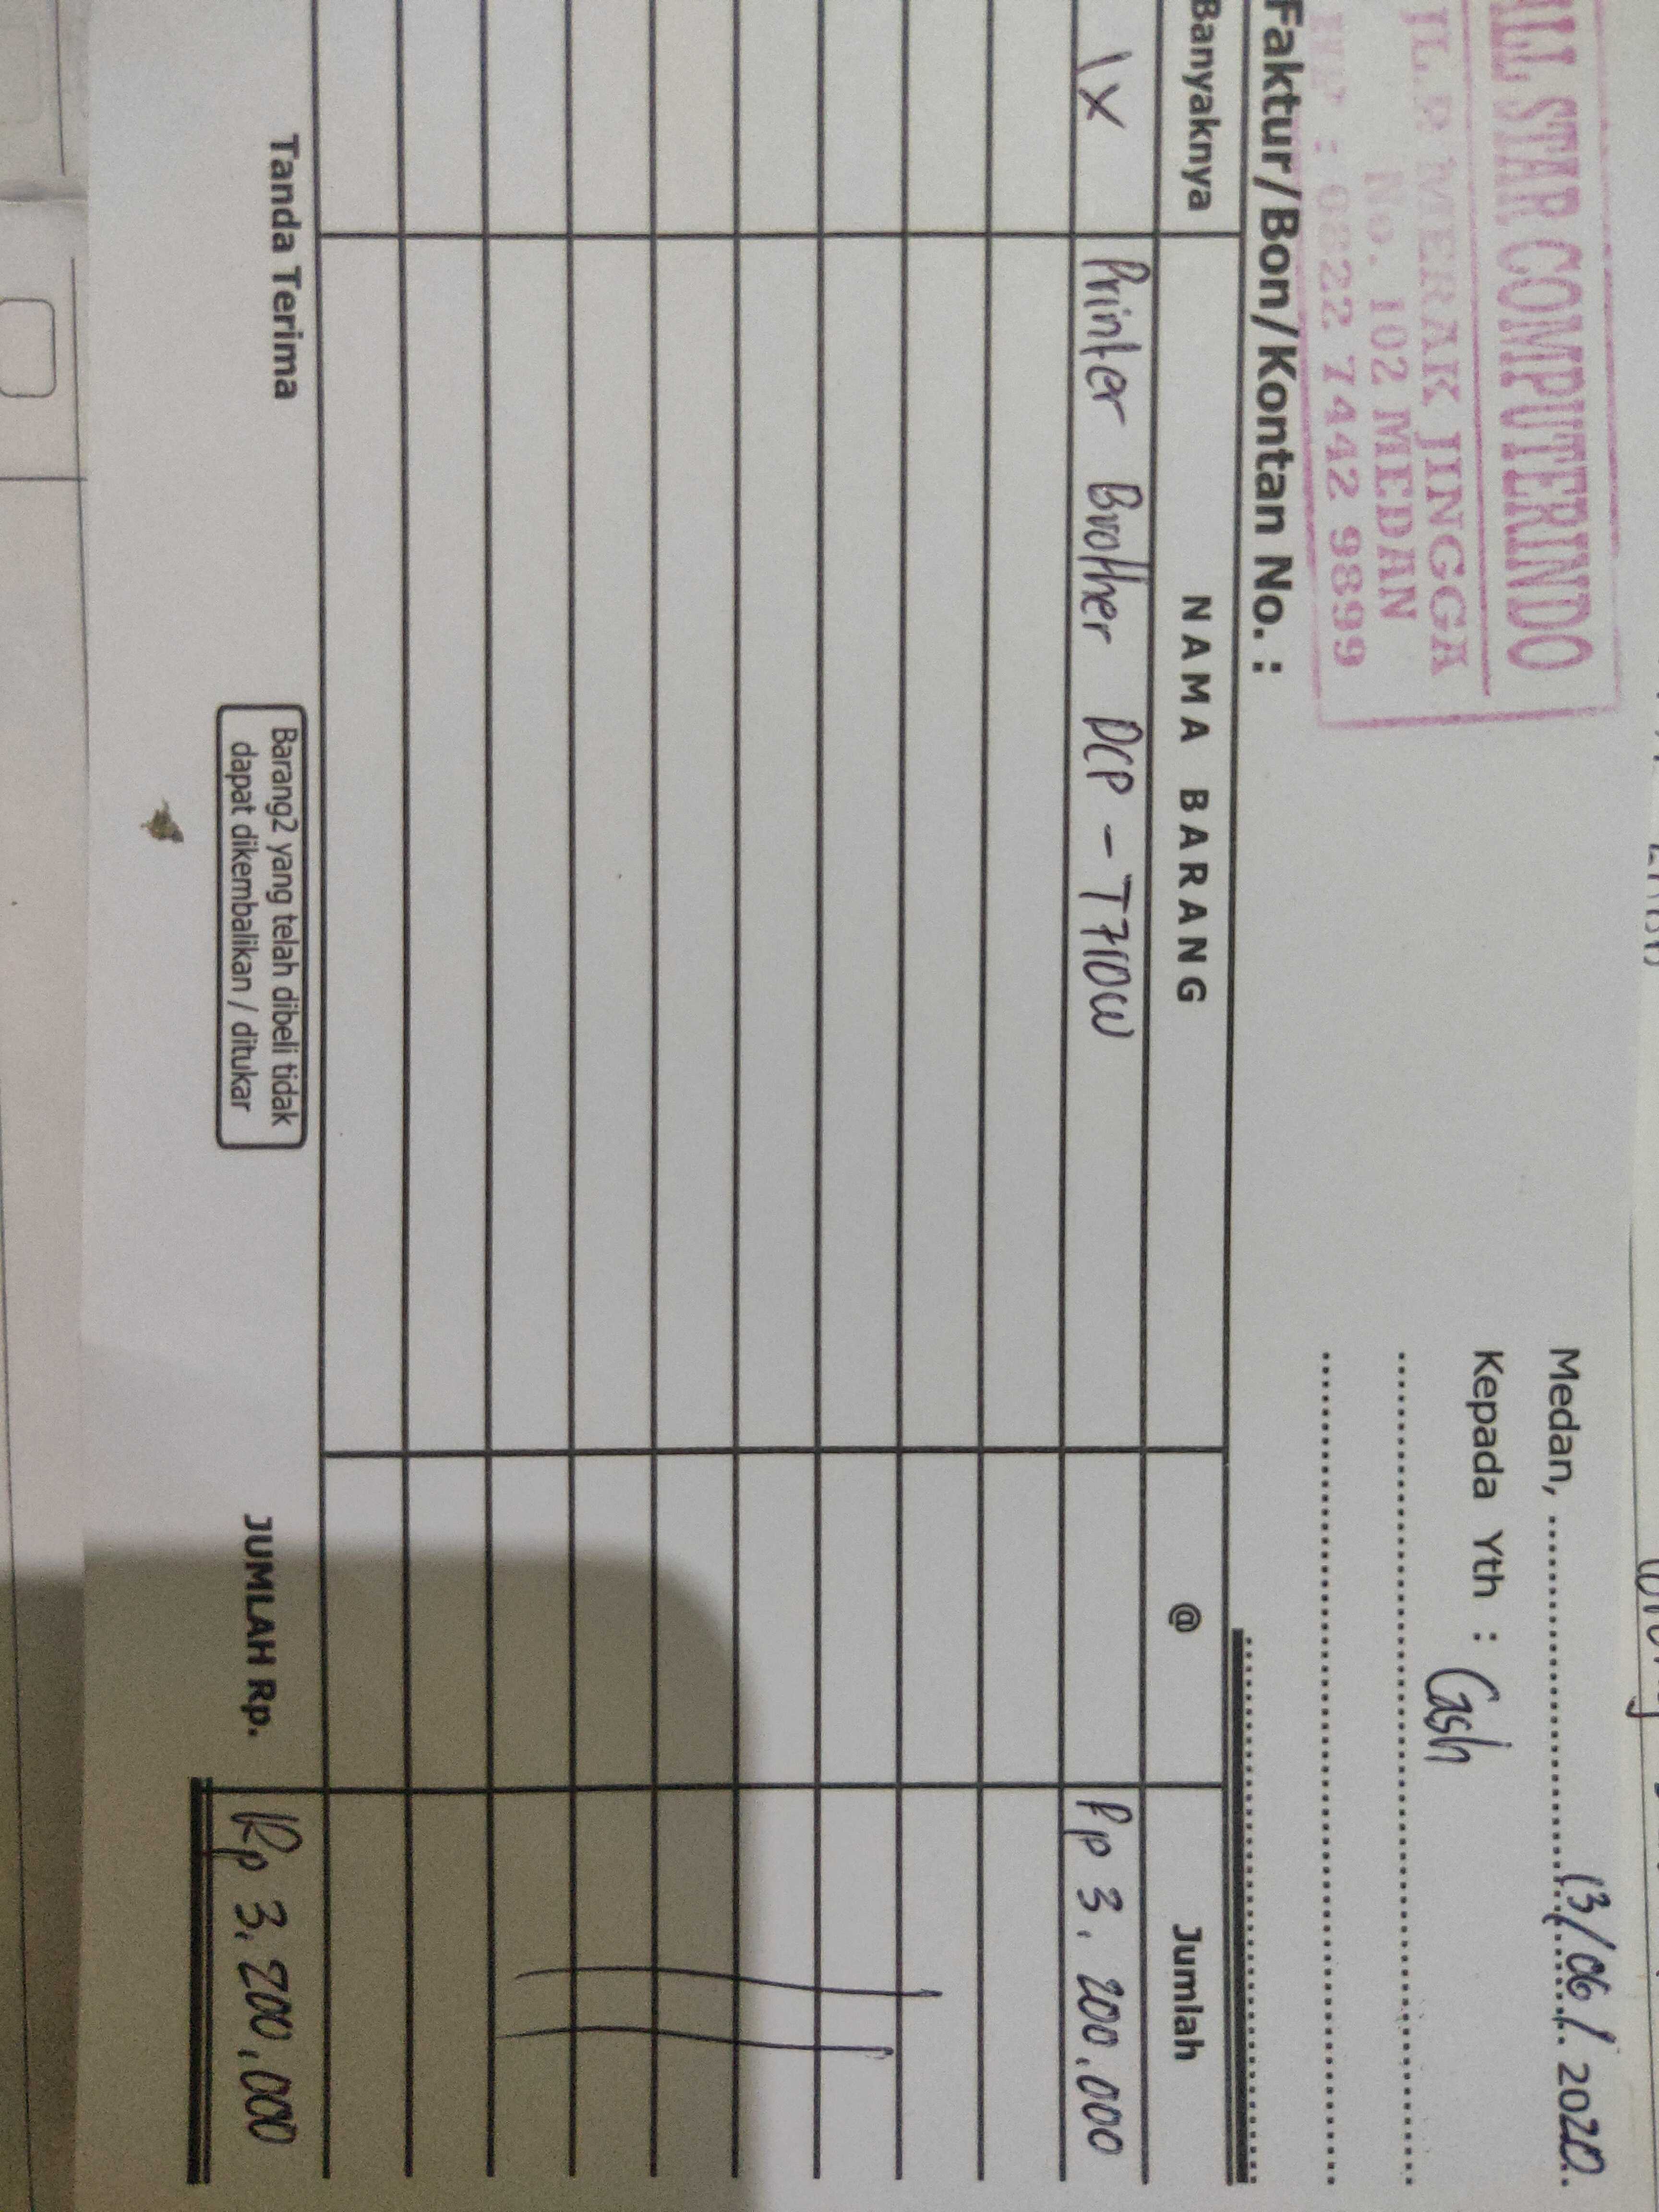 ALL STAR COMPUTERINDO
JL. P. MERAK JINGGA
No. 102 MEDAN
HP : 0822 7442 9899
Medan, 13/06/2020
Kepada Yth : Cash
Faktur/Bon/Kontan No. :
Banyaknya NAMA BARANG @ Jumlah
1X Printer Brother DCP-T710W Rp 3.200.000
Tanda Terima
Barang2 yang telah dibeli tidak
dapat dikembalikan / ditukar
JUMLAH Rp. Rp 3.200.000